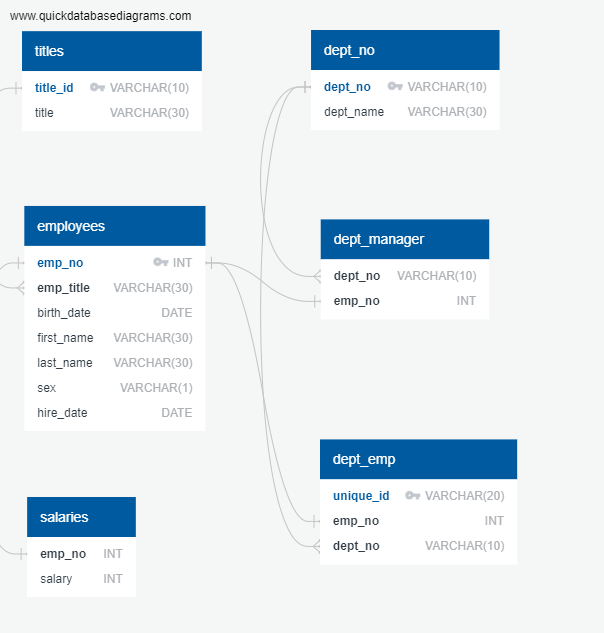 www.quickdatabasediagrams.com
titles
title_id VARCHAR(10)
title VARCHAR(30)
dept_no
dept_no VARCHAR(10)
dept_name VARCHAR(30)
employees
emp_no INT
emp_title VARCHAR(30)
birth_date DATE
first_name VARCHAR(30)
last_name VARCHAR(30)
sex VARCHAR(1)
hire_date DATE
dept_manager
dept_no VARCHAR(10)
emp_no INT
dept_emp
unique_id VARCHAR(20)
emp_no INT
dept_no VARCHAR(10)
salaries
emp_no INT
salary INT